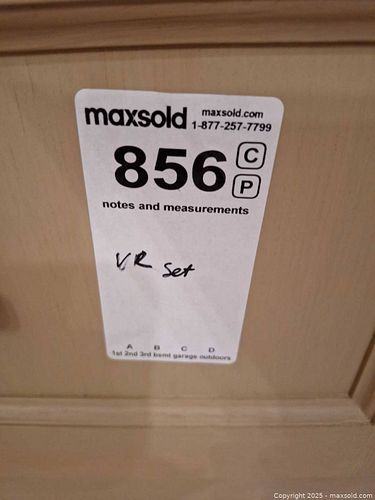 maxsold
maxsold.com
1-877-257-7799
856
C
P
notes and measurements
VR Set
A B C D
1st 2nd 3rd bsmt garage outdoors
Copyright 2025 - maxsold.com